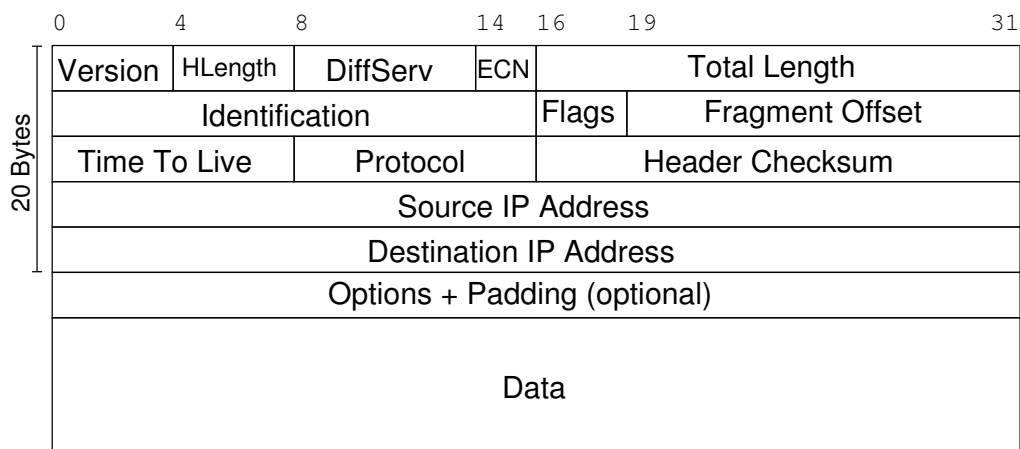 0 4 8 14 16 19 31
Version HLength DiffServ ECN Total Length
Identification Flags Fragment Offset
Time To Live Protocol Header Checksum
Source IP Address
Destination IP Address
20 Bytes
Options + Padding (optional)
Data